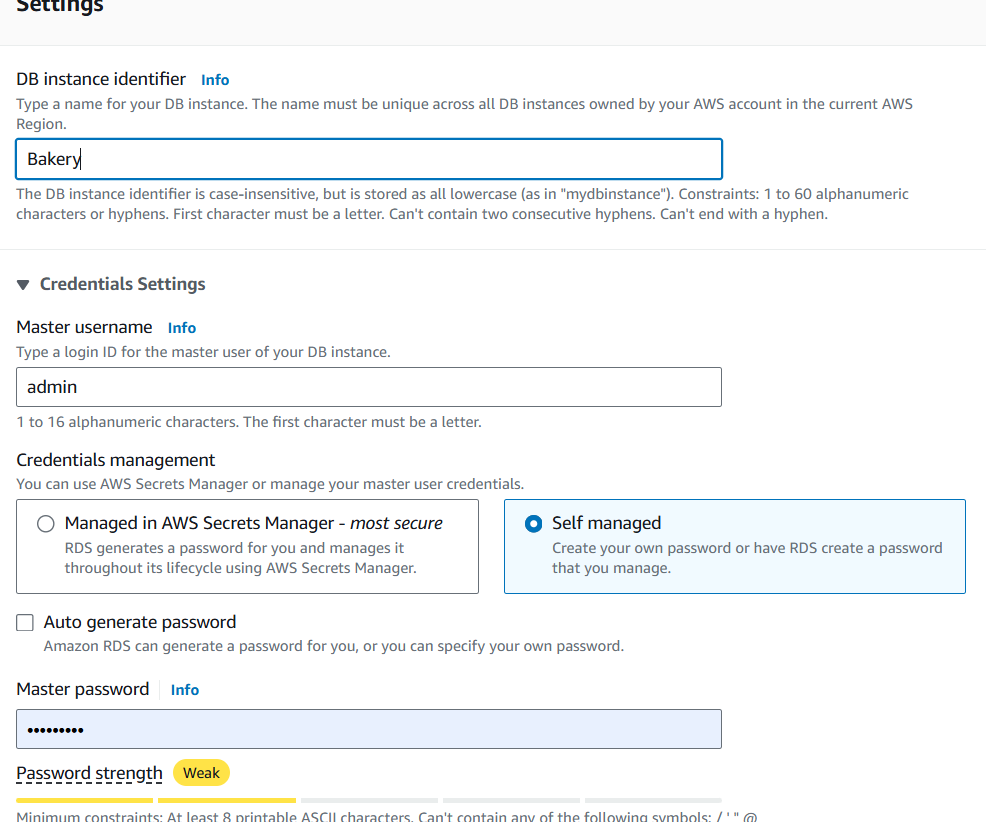 Settings
DB instance identifier Info
Type a name for your DB instance. The name must be unique across all DB instances owned by your AWS account in the current AWS
Region.
Bakery
The DB instance identifier is case-insensitive, but is stored as all lowercase (as in "mydbinstance"). Constraints: 1 to 60 alphanumeric
characters or hyphens. First character must be a letter. Can't contain two consecutive hyphens. Can't end with a hyphen.
Credentials Settings
Master username Info
Type a login ID for the master user of your DB instance.
admin
1 to 16 alphanumeric characters. The first character must be a letter.
Credentials management
You can use AWS Secrets Manager or manage your master user credentials.
Managed in AWS Secrets Manager - most secure
RDS generates a password for you and manages it
throughout its lifecycle using AWS Secrets Manager.
Self managed
Create your own password or have RDS create a password
that you manage.
Auto generate password
Amazon RDS can generate a password for you, or you can specify your own password.
Master password Info
•••••••••
Password strength Weak
Minimum constraints: At least 8 printable ASCII characters. Can't contain any of the following symbols: / ' " @